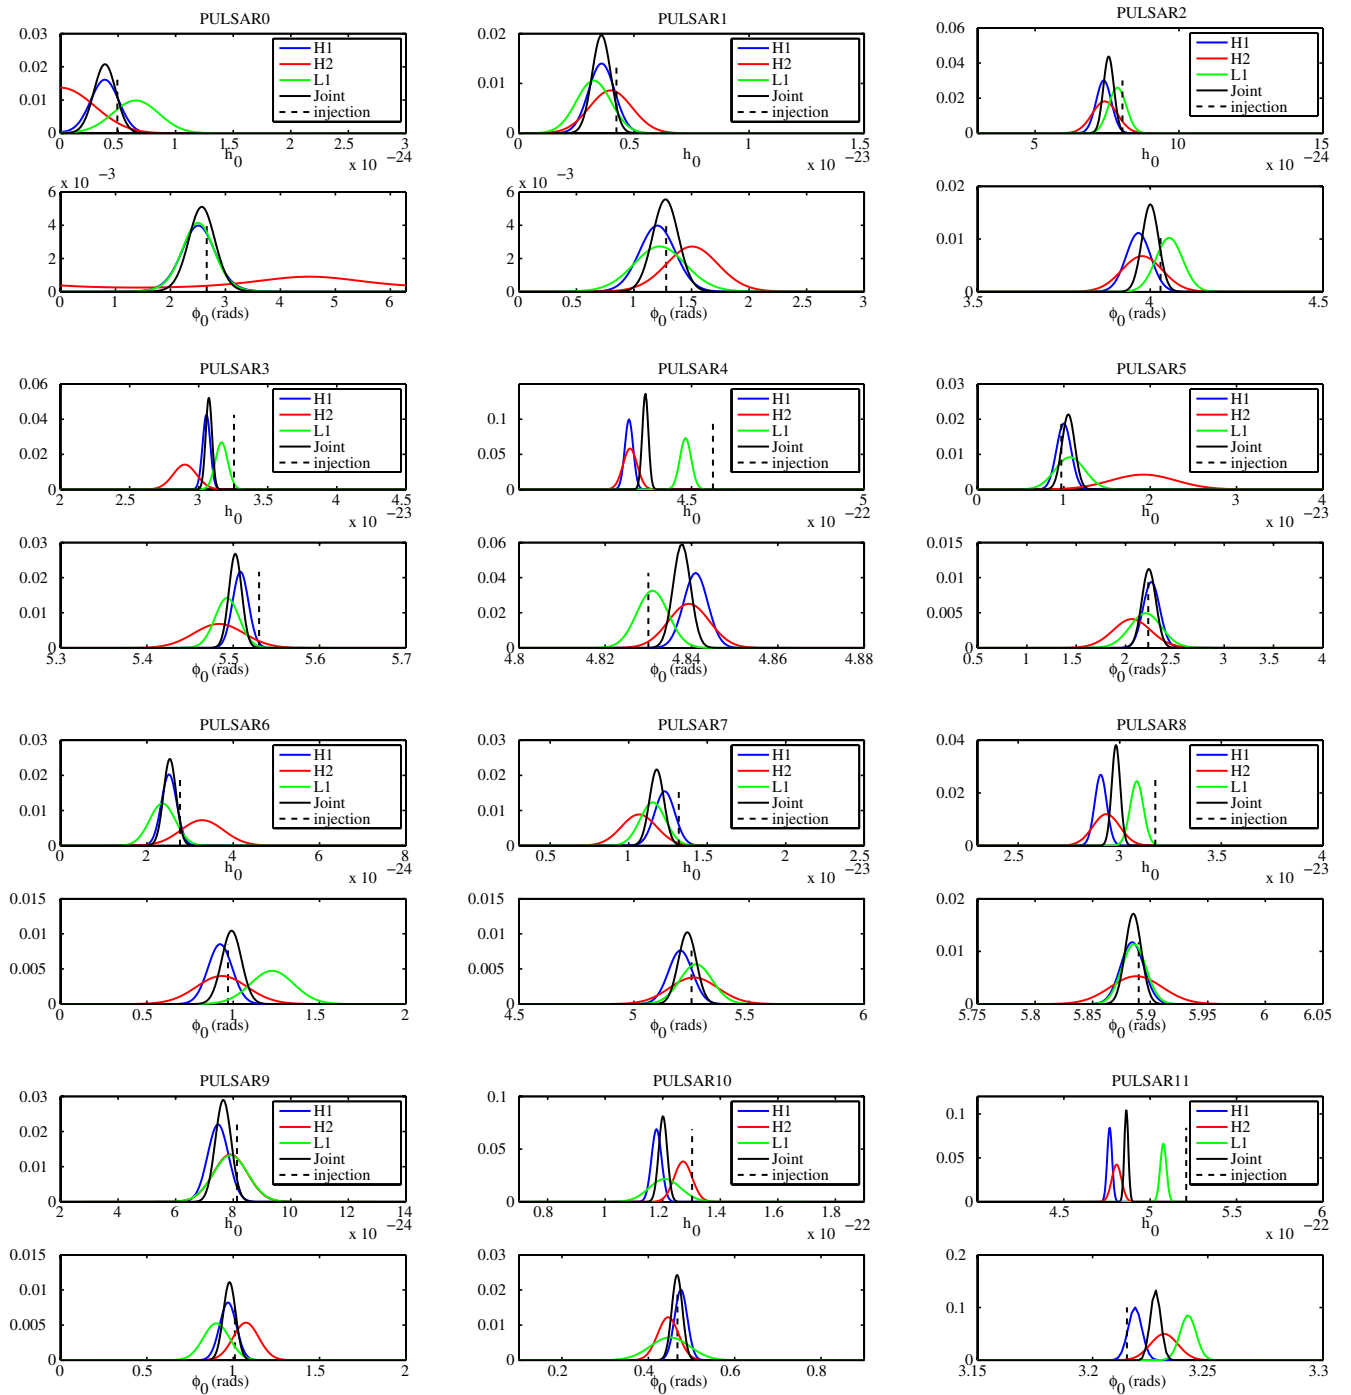 PULSAR0
0.03
0.02
0.01
0
H1
H2
L1
Joint
injection
0 0.5 1 1.5 2 2.5 3
h0
x 10 −24
x 10 −3
6
4
2
0
0 1 2 3 4 5 6
ϕ0 (rads)
PULSAR1
0.02
0.01
0
H1
H2
L1
Joint
injection
0 0.5 1 15
h0
x 10 −23
x 10 −3
6
4
2
0
0 0.5 1 1.5 2 2.5 3
ϕ0 (rads)
PULSAR2
0.06
0.04
0.02
0
H1
H2
L1
Joint
injection
5 10 15
h0
x 10 −24
0.02
0.01
0
3.5 4 4.5
ϕ0 (rads)
PULSAR3
0.06
0.04
0.02
0
H1
H2
L1
Joint
injection
2 2.5 3 3.5 4 4.5
h0
x 10 −23
0.03
0.02
0.01
0
5.3 5.4 5.5 5.6 5.7
ϕ0 (rads)
PULSAR4
0.1
0.05
0
H1
H2
L1
Joint
injection
4 4.5 5
h0
x 10 −22
0.06
0.04
0.02
0
4.8 4.82 4.84 4.86 4.88
ϕ0 (rads)
PULSAR5
0.03
0.02
0.01
0
H1
H2
L1
Joint
injection
0 1 2 3 4
h0
x 10 −23
0.015
0.01
0.005
0
0.5 1 1.5 2 2.5 3 3.5 4
ϕ0 (rads)
PULSAR6
0.03
0.02
0.01
0
H1
H2
L1
Joint
injection
0 2 4 6 8
h0
x 10 −24
0.015
0.01
0.005
0
0 0.5 1 1.5 2
ϕ0 (rads)
PULSAR7
0.03
0.02
0.01
0
H1
H2
L1
Joint
injection
0.5 1 1.5 2 2.5
h0
x 10 −23
0.015
0.01
0.005
0
4.5 5 5.5 6
ϕ0 (rads)
PULSAR8
0.04
0.02
0
H1
H2
L1
Joint
injection
2.5 3 3.5 4
h0
x 10 −23
0.02
0.01
0
5.75 5.8 5.85 5.9 5.95 6 6.05
ϕ0 (rads)
PULSAR9
0.03
0.02
0.01
0
H1
H2
L1
Joint
injection
2 4 6 8 10 12 14
h0
x 10 −24
0.015
0.01
0.005
0
0 0.5 1 1.5 2
ϕ0 (rads)
PULSAR10
0.1
0.05
0
H1
H2
L1
Joint
injection
0.8 1 1.2 1.4 1.6 1.8
h0
x 10 −22
0.03
0.02
0.01
0
0.2 0.4 0.6 0.8
ϕ0 (rads)
PULSAR11
0.1
0.05
0
H1
H2
L1
Joint
injection
4.5 5 5.5 6
h0
x 10 −22
0.2
0.1
0
3.15 3.2 3.25 3.3
ϕ0 (rads)